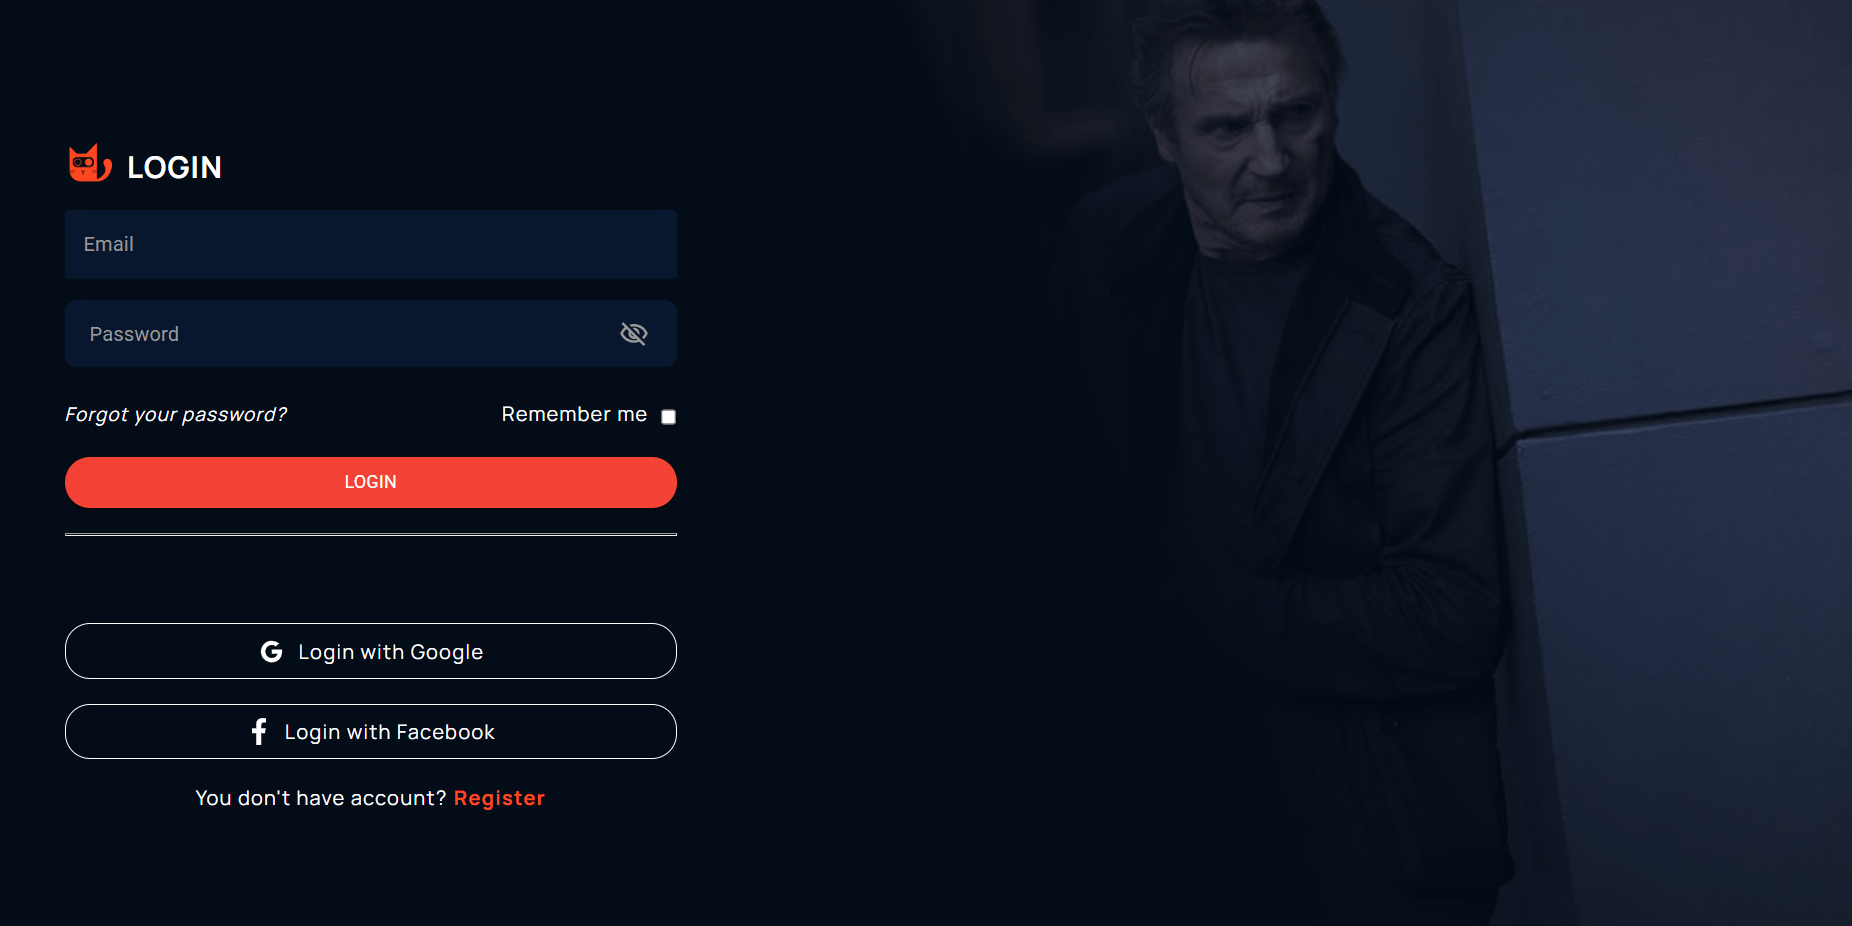 LOGIN
Email
Password
Forgot your password? Remember me
LOGIN
Login with Google
Login with Facebook
You don't have account? Register